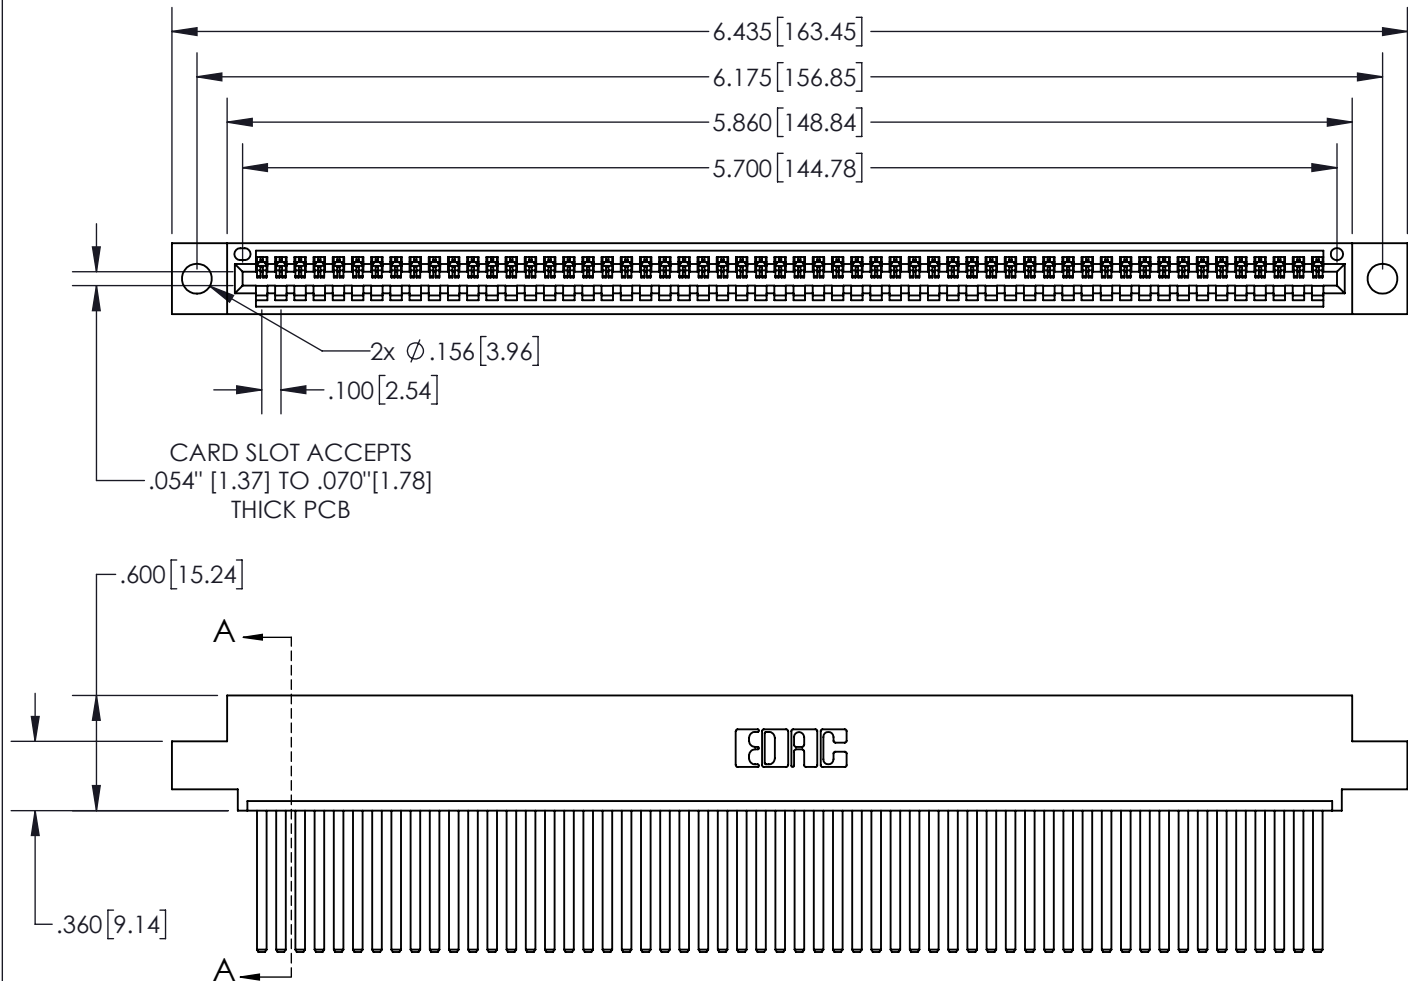 6.435[163.45]
6.175[156.85]
5.860[148.84]
5.700[144.78]
2x Ø.156[3.96]
.100[2.54]
CARD SLOT ACCEPTS
.054" [1.37] TO .070"[1.78]
THICK PCB
.600[15.24]
A
EDAC
.360[9.14]
A